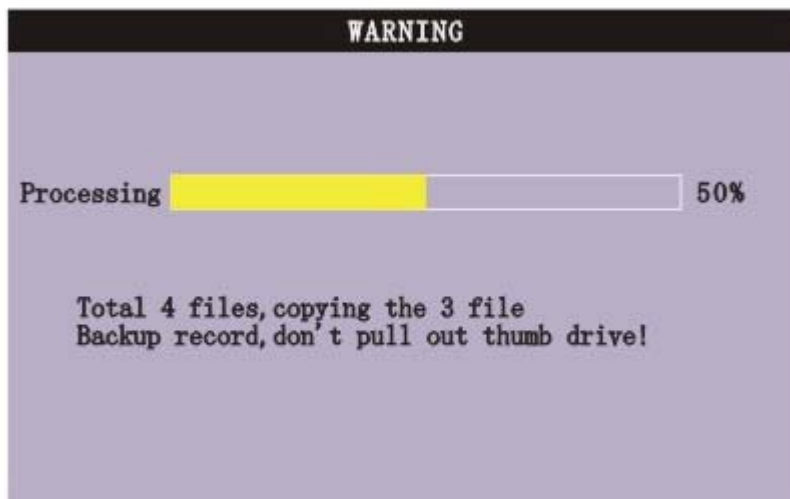 WARNING
Processing 50%
Total 4 files,copying the 3 file
Backup record,don't pull out thumb drive!